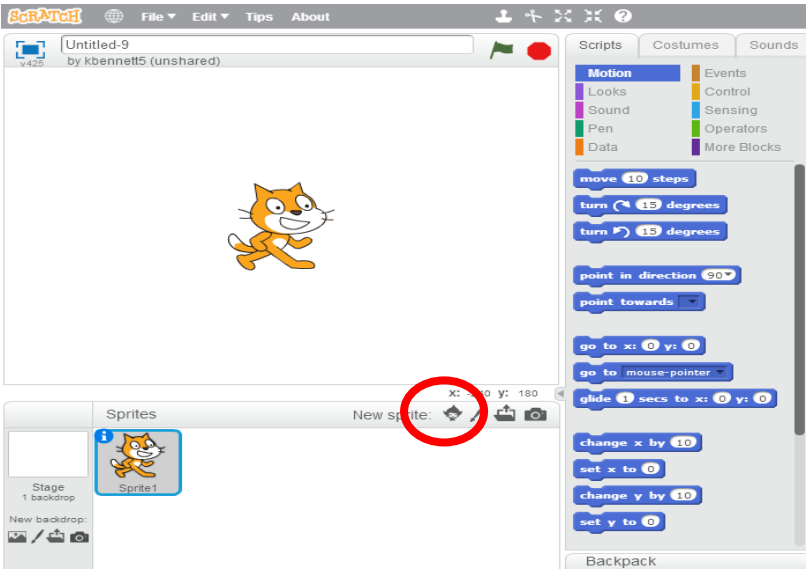 SCRATCH File Edit Tips About
Untitled-9
by kbennett5 (unshared)
v425
Scripts Costumes Sounds
Motion Events
Looks Control
Sound Sensing
Pen Operators
Data More Blocks
move 10 steps
turn 15 degrees
turn 15 degrees
point in direction 90
point towards
go to x: 0 y: 0
go to mouse-pointer
glide 1 secs to x: 0 y: 0
change x by 10
set x to 0
change y by 10
set y to 0
Backpack
y: 180
Sprites New sprite:
Sprite1
Stage
1 backdrop
New backdrop: